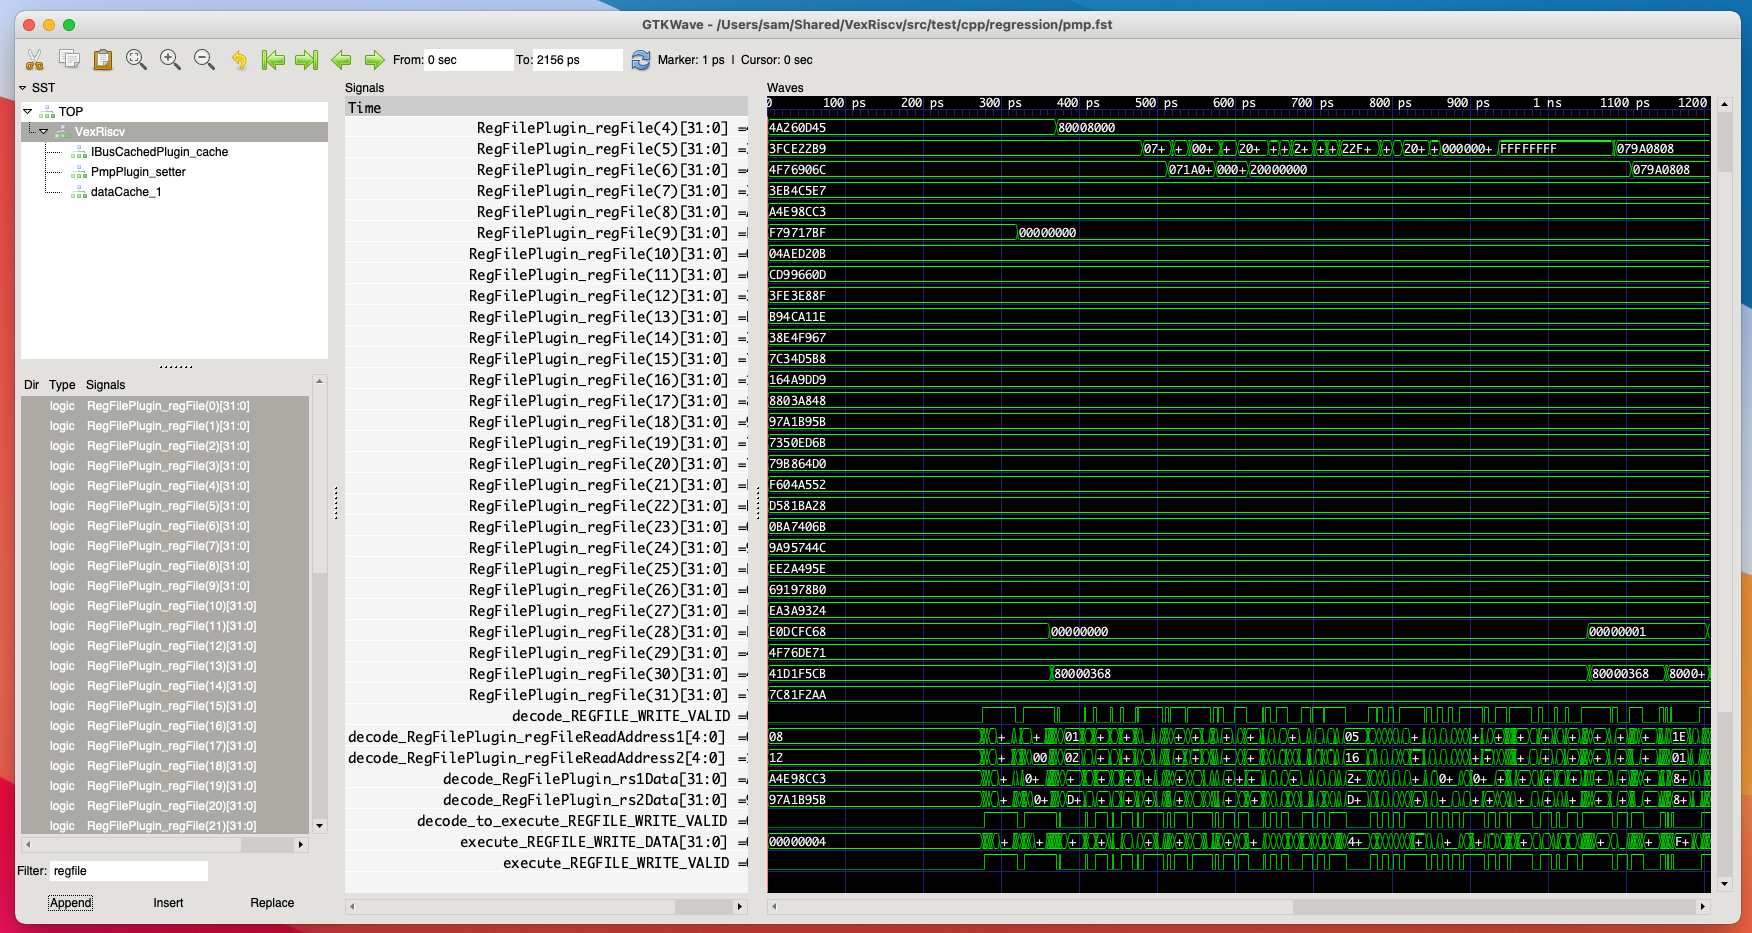 GTKWave - /Users/sam/Shared/VexRiscv/src/test/cpp/regression/pmp.fst
From: 0 sec To: 2156 ps Marker: 1 ps | Cursor: 0 sec
SST
TOP
VexRiscv
IBusCachedPlugin_cache
PmpPlugin_setter
dataCache_1
Dir Type Signals
logic RegFilePlugin_regFile(0)[31:0]
logic RegFilePlugin_regFile(1)[31:0]
logic RegFilePlugin_regFile(2)[31:0]
logic RegFilePlugin_regFile(3)[31:0]
logic RegFilePlugin_regFile(4)[31:0]
logic RegFilePlugin_regFile(5)[31:0]
logic RegFilePlugin_regFile(6)[31:0]
logic RegFilePlugin_regFile(7)[31:0]
logic RegFilePlugin_regFile(8)[31:0]
logic RegFilePlugin_regFile(9)[31:0]
logic RegFilePlugin_regFile(10)[31:0]
logic RegFilePlugin_regFile(11)[31:0]
logic RegFilePlugin_regFile(12)[31:0]
logic RegFilePlugin_regFile(13)[31:0]
logic RegFilePlugin_regFile(14)[31:0]
logic RegFilePlugin_regFile(15)[31:0]
logic RegFilePlugin_regFile(16)[31:0]
logic RegFilePlugin_regFile(17)[31:0]
logic RegFilePlugin_regFile(18)[31:0]
logic RegFilePlugin_regFile(19)[31:0]
logic RegFilePlugin_regFile(20)[31:0]
logic RegFilePlugin_regFile(21)[31:0]
Filter: regfile
Append Insert Replace
Signals
Time
RegFilePlugin_regFile(4)[31:0] =
RegFilePlugin_regFile(5)[31:0] =
RegFilePlugin_regFile(6)[31:0] =
RegFilePlugin_regFile(7)[31:0] =
RegFilePlugin_regFile(8)[31:0] =
RegFilePlugin_regFile(9)[31:0] =
RegFilePlugin_regFile(10)[31:0] =
RegFilePlugin_regFile(11)[31:0] =
RegFilePlugin_regFile(12)[31:0] =
RegFilePlugin_regFile(13)[31:0] =
RegFilePlugin_regFile(14)[31:0] =
RegFilePlugin_regFile(15)[31:0] =
RegFilePlugin_regFile(16)[31:0] =
RegFilePlugin_regFile(17)[31:0] =
RegFilePlugin_regFile(18)[31:0] =
RegFilePlugin_regFile(19)[31:0] =
RegFilePlugin_regFile(20)[31:0] =
RegFilePlugin_regFile(21)[31:0] =
RegFilePlugin_regFile(22)[31:0] =
RegFilePlugin_regFile(23)[31:0] =
RegFilePlugin_regFile(24)[31:0] =
RegFilePlugin_regFile(25)[31:0] =
RegFilePlugin_regFile(26)[31:0] =
RegFilePlugin_regFile(27)[31:0] =
RegFilePlugin_regFile(28)[31:0] =
RegFilePlugin_regFile(29)[31:0] =
RegFilePlugin_regFile(30)[31:0] =
RegFilePlugin_regFile(31)[31:0] =
decode_REGFILE_WRITE_VALID =
decode_RegFilePlugin_regFileReadAddress1[4:0] =
decode_RegFilePlugin_regFileReadAddress2[4:0] =
decode_RegFilePlugin_rs1Data[31:0] =
decode_RegFilePlugin_rs2Data[31:0] =
decode_to_execute_REGFILE_WRITE_VALID =
execute_REGFILE_WRITE_DATA[31:0] =
execute_REGFILE_WRITE_VALID =
Waves
0 100 ps 200 ps 300 ps 400 ps 500 ps 600 ps 700 ps 800 ps 1 ns 1100 ps 1200
4A260D45 80008000
3FCE22B9 07+ + 00+ + 20+ + + 2+ + + 22F+ + 20+ + 000000+ FFFFFFFF 079A0808
4F76906C 071A0+ 000+ 20000000 079A0808
3EB4C5E7
A4E98CC3
F79717BF 00000000
04AED20B
CD99660D
3FE3E88F
B94CA11E
38E4F967
7C34D5B8
164A9DD9
8803A848
97A1B95B
7350ED6B
79B864D0
F604A552
D581BA28
0BA7406B
9A95744C
EE2A495E
691978B0
EA3A9324
E0DCFC68 00000000 00000001
4F76DE71
41D1F5CB 80000368 80000368 8000+
7C81F2AA
08 + + 01 + + + + + 05 + + + + + 1E
12 00 02 + + + + 16 + + + + + 01
A4E98CC3 0+ + + + + + 2+ 0+ 0+ + + + 8+
97A1B95B + 0+ D+ + + + + D+ + + + + + 8+
00000004 + + + + + + 4+ + + + + F+